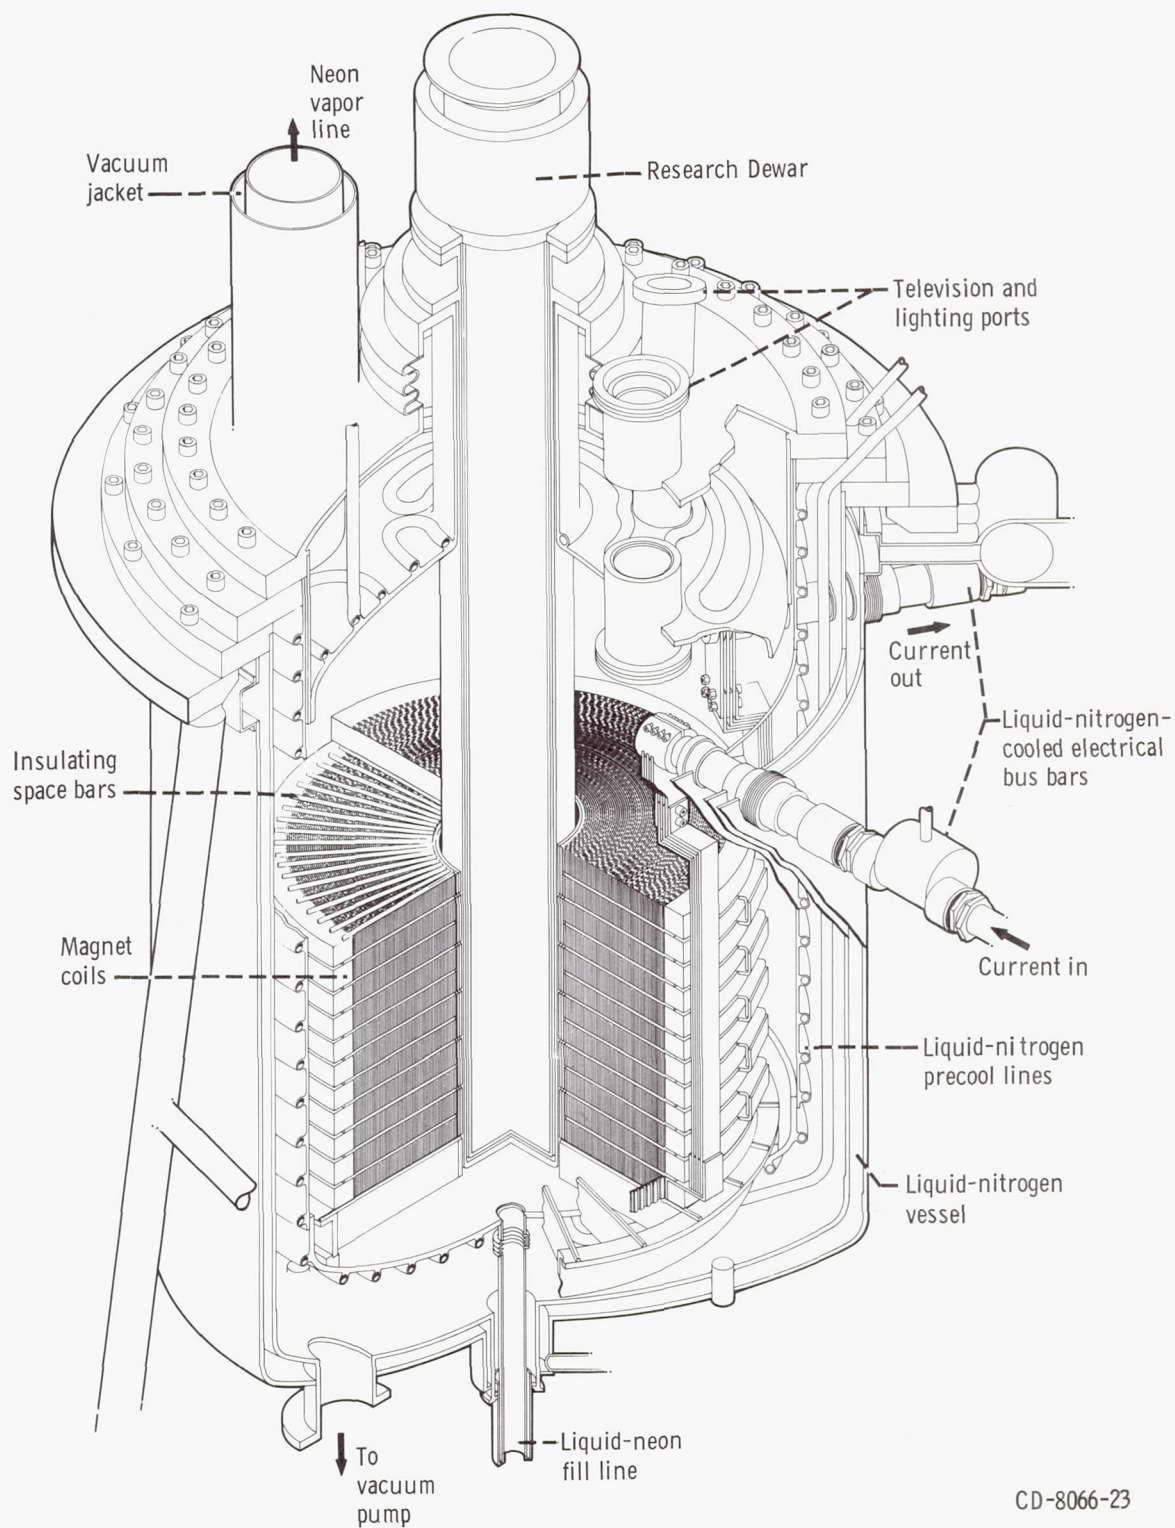 Neon
vapor
line
Vacuum
jacket
Research Dewar
Television and
lighting ports
Current
out
Liquid-nitrogen-
cooled electrical
bus bars
Insulating
space bars
Magnet
coils
Current in
Liquid-nitrogen
precool lines
Liquid-nitrogen
vessel
Liquid-neon
fill line
To
vacuum
pump
CD-8066-23